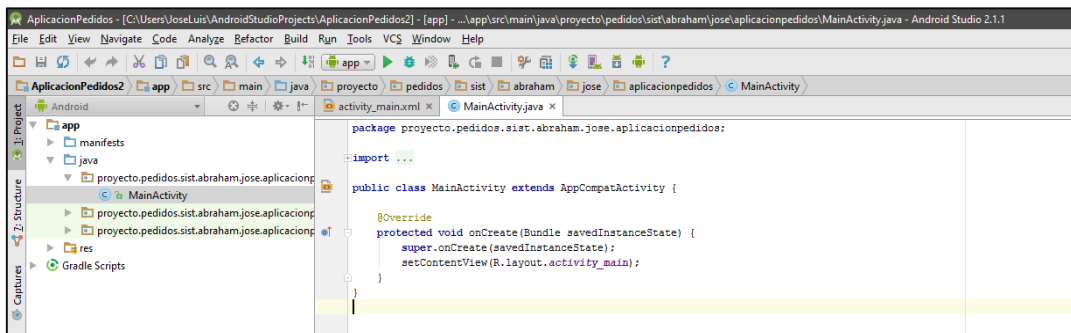 AplicacionPedidos - [C:\Users\JoseLuis\AndroidStudioProjects\AplicacionPedidos2] - [app] - ...\app\src\main\java\proyecto\pedidos\sist\abraham\jose\aplicacionpedidos\MainActivity.java - Android Studio 2.1.1
File Edit View Navigate Code Analyze Refactor Build Run Tools VCS Window Help
app
AplicacionPedidos2 app src main java proyecto pedidos sist abraham jose aplicacionpedidos MainActivity
1: Project
7: Structure
Captures
Android
app
manifests
java
proyecto.pedidos.sist.abraham.jose.aplicacionp
MainActivity
proyecto.pedidos.sist.abraham.jose.aplicacionp
proyecto.pedidos.sist.abraham.jose.aplicacionp
res
Gradle Scripts
activity_main.xml × MainActivity.java ×
package proyecto.pedidos.sist.abraham.jose.aplicacionpedidos;
import ...
public class MainActivity extends AppCompatActivity {
@Override
protected void onCreate(Bundle savedInstanceState) {
super.onCreate(savedInstanceState);
setContentView(R.layout.activity_main);
}
}